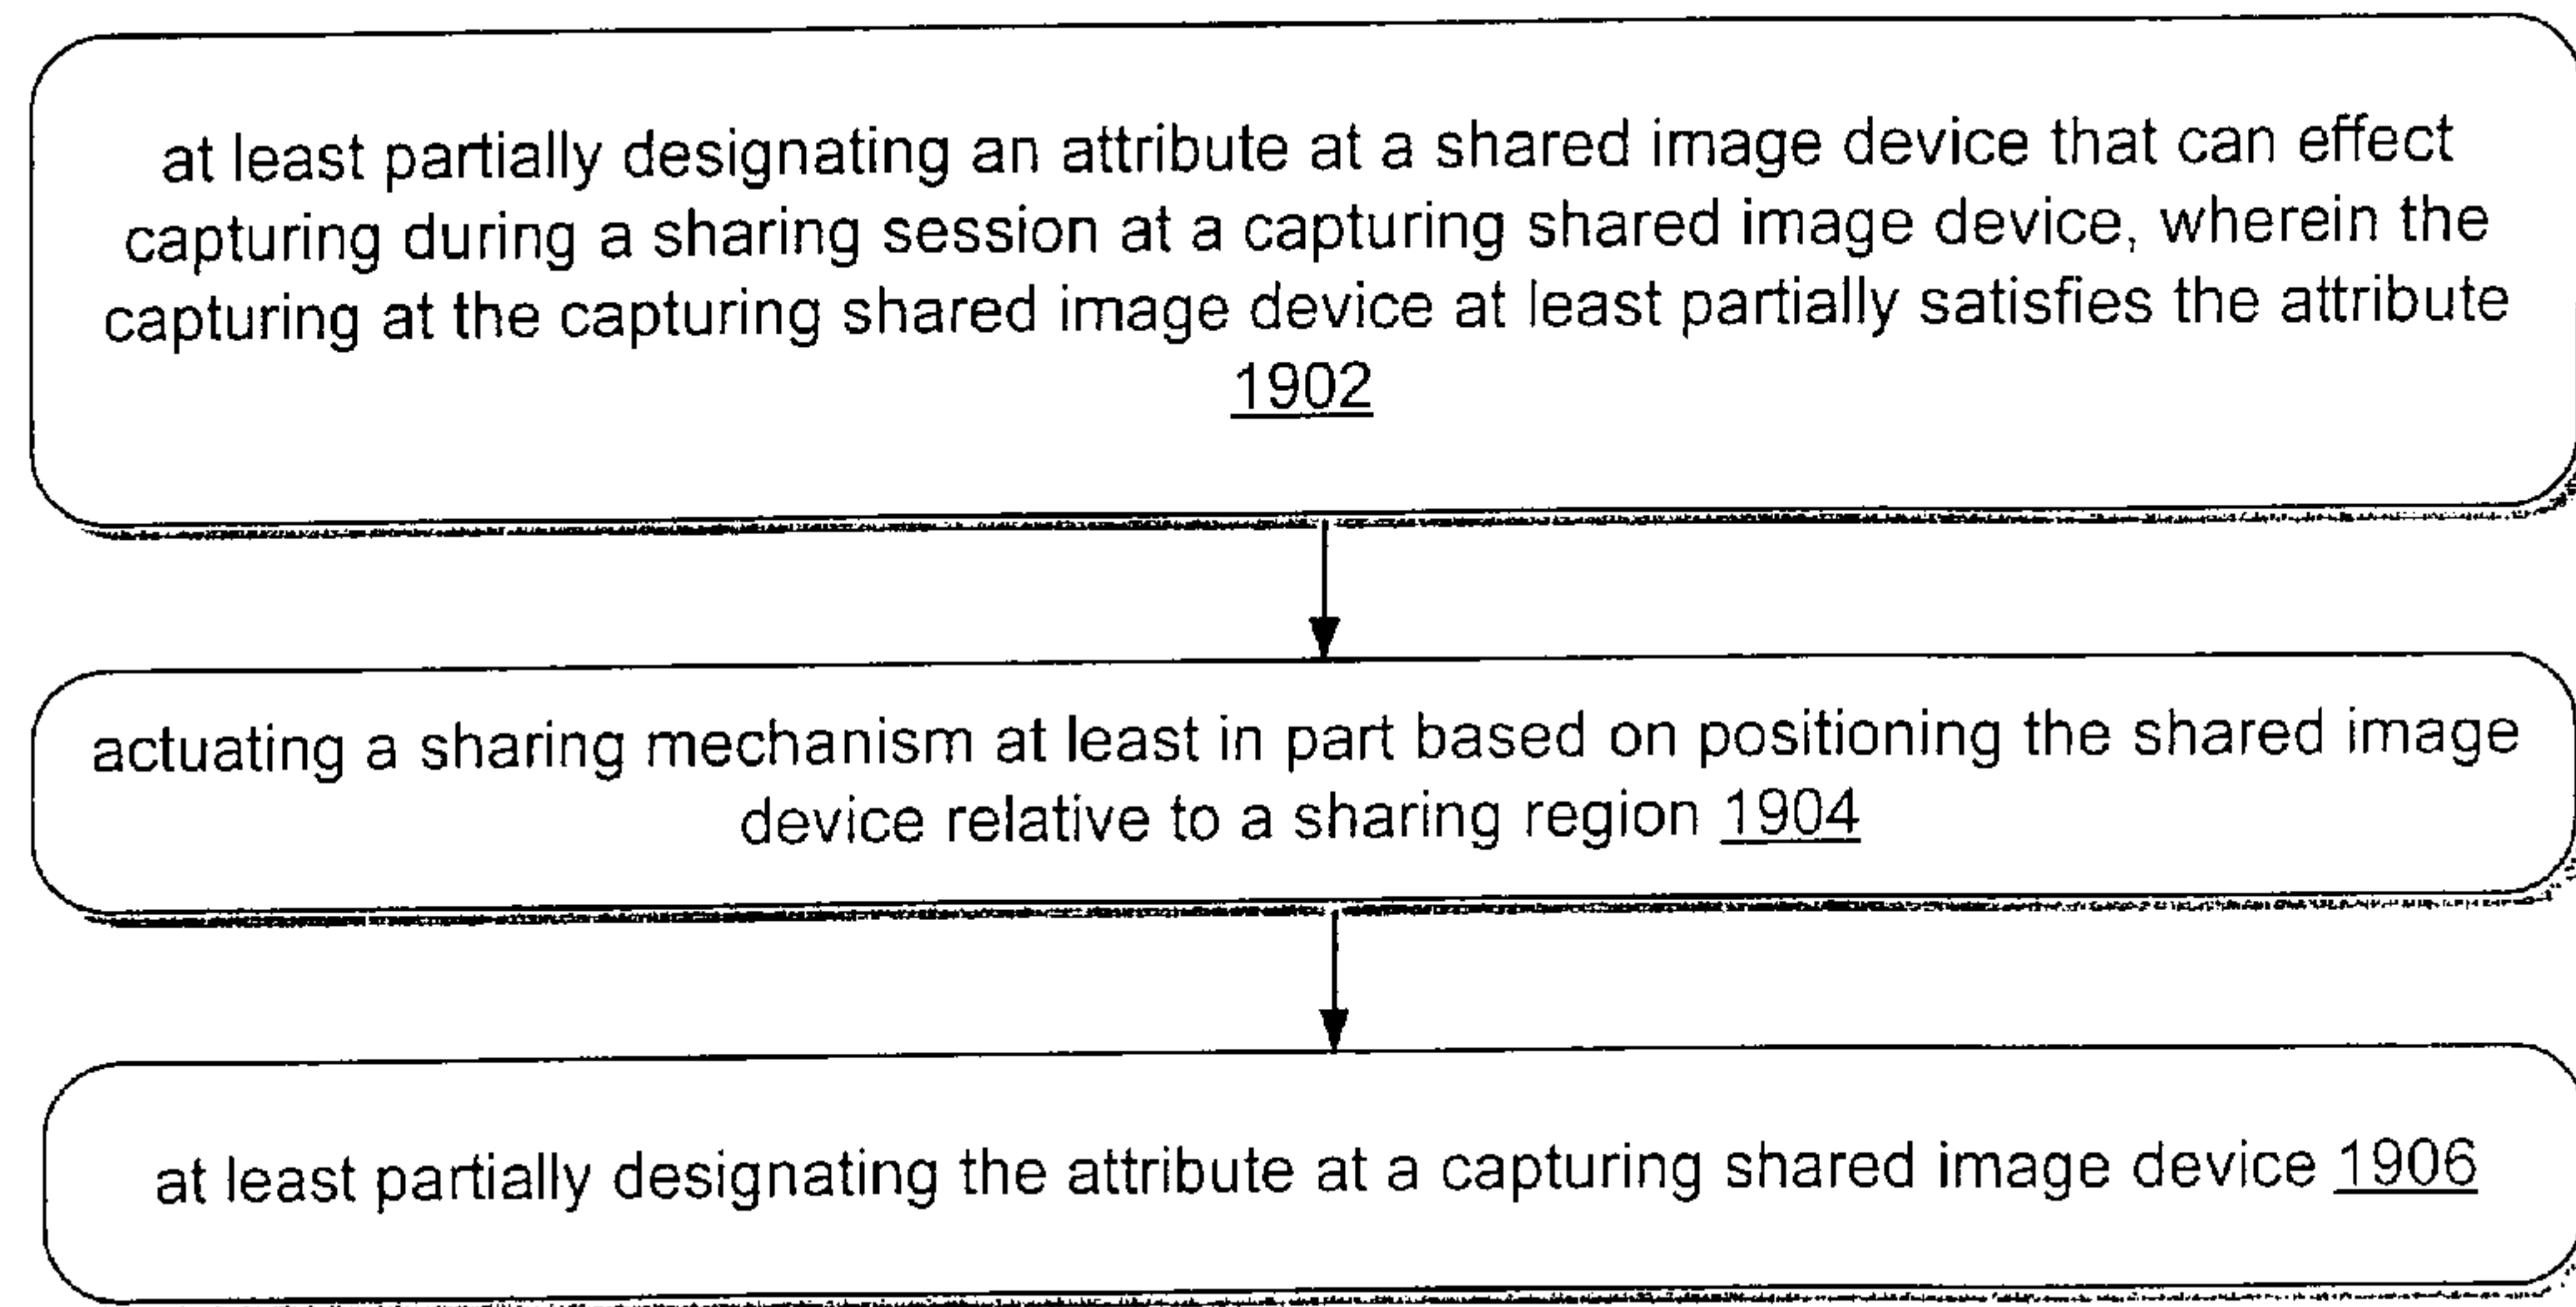 at least partially designating an attribute at a shared image device that can effect
capturing during a sharing session at a capturing shared image device, wherein the
capturing at the capturing shared image device at least partially satisfies the attribute
1902
actuating a sharing mechanism at least in part based on positioning the shared image
device relative to a sharing region 1904
at least partially designating the attribute at a capturing shared image device 1906